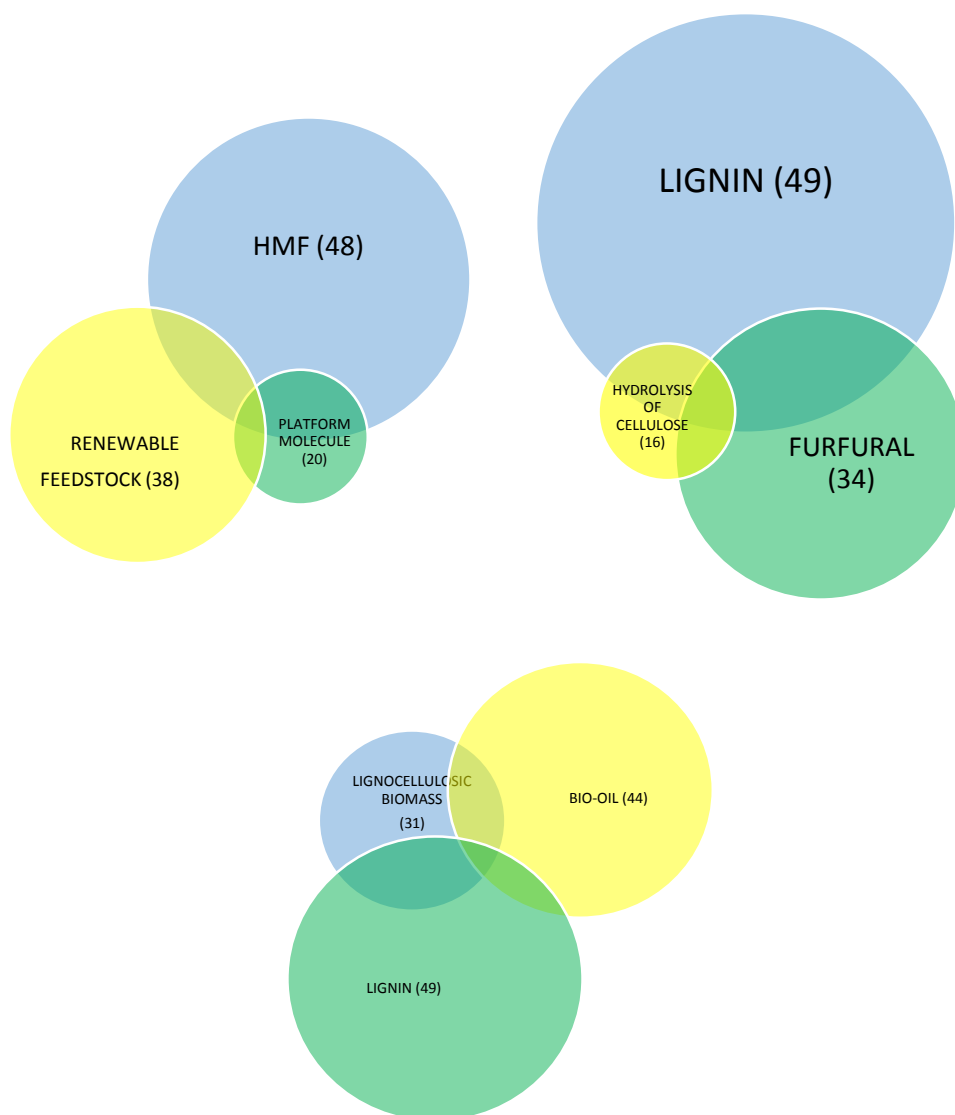 HMF (48)
RENEWABLE
FEEDSTOCK (38)
PLATFORM
MOLECULE
(20)
LIGNIN (49)
HYDROLYSIS
OF
CELLULOSE
(16)
FURFURAL
(34)
LIGNOCELLULOSIC
BIOMASS
(31)
BIO-OIL (44)
LIGNIN (49)